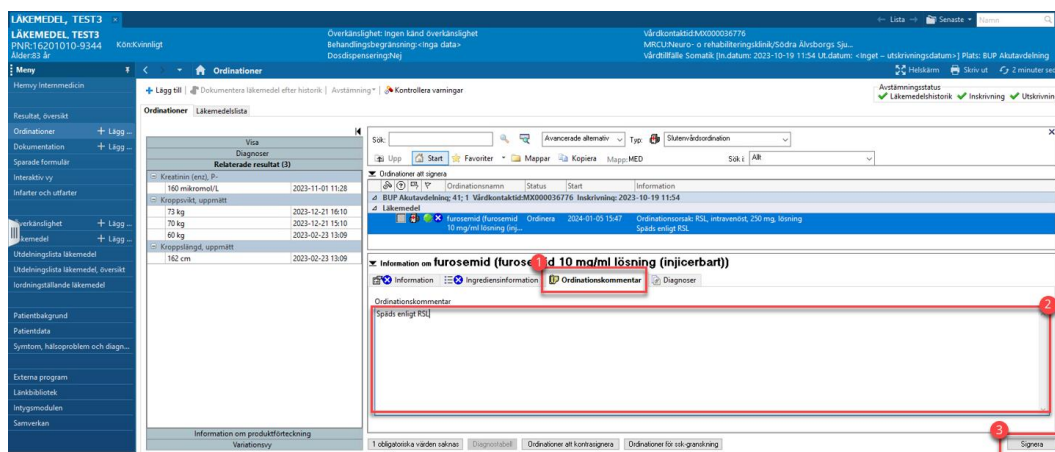 LÄKEMEDEL, TEST3 ×
← Lista → Senaste Namn
LÄKEMEDEL, TEST3
PNR:16201010-9344 Kön:Kvinnligt
Ålder:83 år
Överkänslighet: Ingen känd överkänslighet
Behandlingsbegränsning:<Inga data>
Dosdispensering:Nej
Vårdkontaktid:MX000036776
MRCU:Neuro- o rehabiliteringsklinik/Södra Älvsborgs Sju...
Vårdtillfälle Somatik [In.datum: 2023-10-19 11:54 Ut.datum: <Inget – utskrivningsdatum>] Plats: BUP Akutavdelning
Meny
Ordinationer
Helskärm Skriv ut 2 minuter sed
Hemvy Internmedicin
Resultat, översikt
Ordinationer + Lägg ...
Dokumentation + Lägg ...
Sparade formulär
Interaktiv vy
Infarter och utfarter
verkänslighet + Lägg ...
kemedel + Lägg ...
Utdelningslista läkemedel
Utdelningslista läkemedel, översikt
Iordningställande läkemedel
Patientbakgrund
Patientdata
Symtom, hälsoproblem och diagn...
Externa program
Länkbibliotek
Intygsmodulen
Samverkan
+ Lägg till Dokumentera läkemedel efter historik Avstämning Kontrollera varningar
Avstämningsstatus
Läkemedelshistorik Inskrivning Utskrivnin
Ordinationer Läkemedelslista
Visa
Diagnoser
Relaterade resultat (3)
Kreatinin (enz), P-
160 mikromol/L 2023-11-01 11:28
Kroppsvikt, uppmätt
73 kg 2023-12-21 16:10
70 kg 2023-12-21 15:10
60 kg 2023-02-23 13:09
Kroppslängd, uppmätt
162 cm 2023-02-23 13:09
Information om produktförteckning
Variationsvy
Sök: Avancerade alternativ Typ: Slutenvårdsordination
Upp Start Favoriter Mappar Kopiera Mapp: MED Sök i: Allt
Ordinationer att signera
Ordinationsnamn Status Start Information
BUP Akutavdelning; 41; 1 Vårdkontaktid:MX000036776 Inskrivning: 2023-10-19 11:54
Läkemedel
furosemid (furosemid Ordinera 2024-01-05 15:47 Ordinationsorsak: RSL, intravenöst, 250 mg, lösning
10 mg/ml lösning (inj... Späds enligt RSL
Information om furosemid (furosemid 10 mg/ml lösning (injicerbart))
1
Information Ingrediensinformation Ordinationskommentar Diagnoser
Ordinationskommentar
2
Späds enligt RSL
3
1 obligatoriska värden saknas Diagnostabell Ordinationer att kontrasignera Ordinationer för ssk-granskning Signera